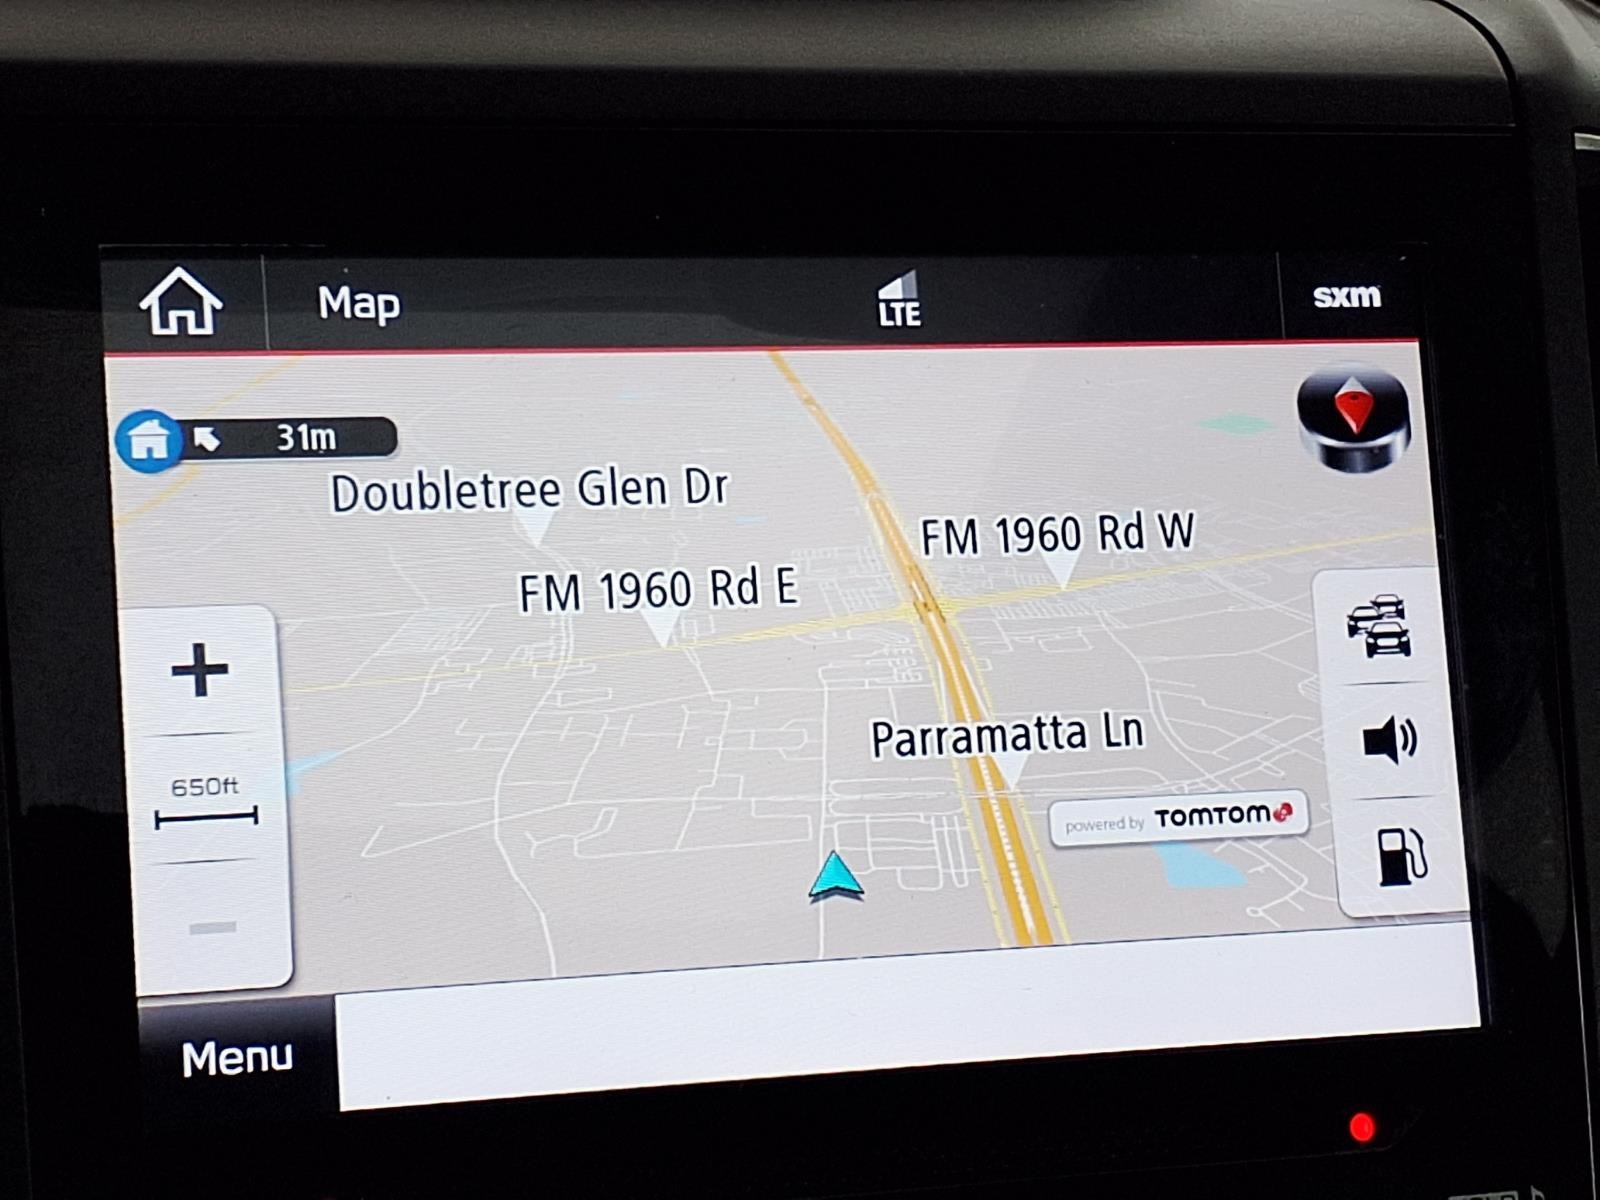 Map
LTE
sxm
31m
Doubletree Glen Dr
FM 1960 Rd W
FM 1960 Rd E
650ft
Parramatta Ln
powered by TOMTOM
Menu